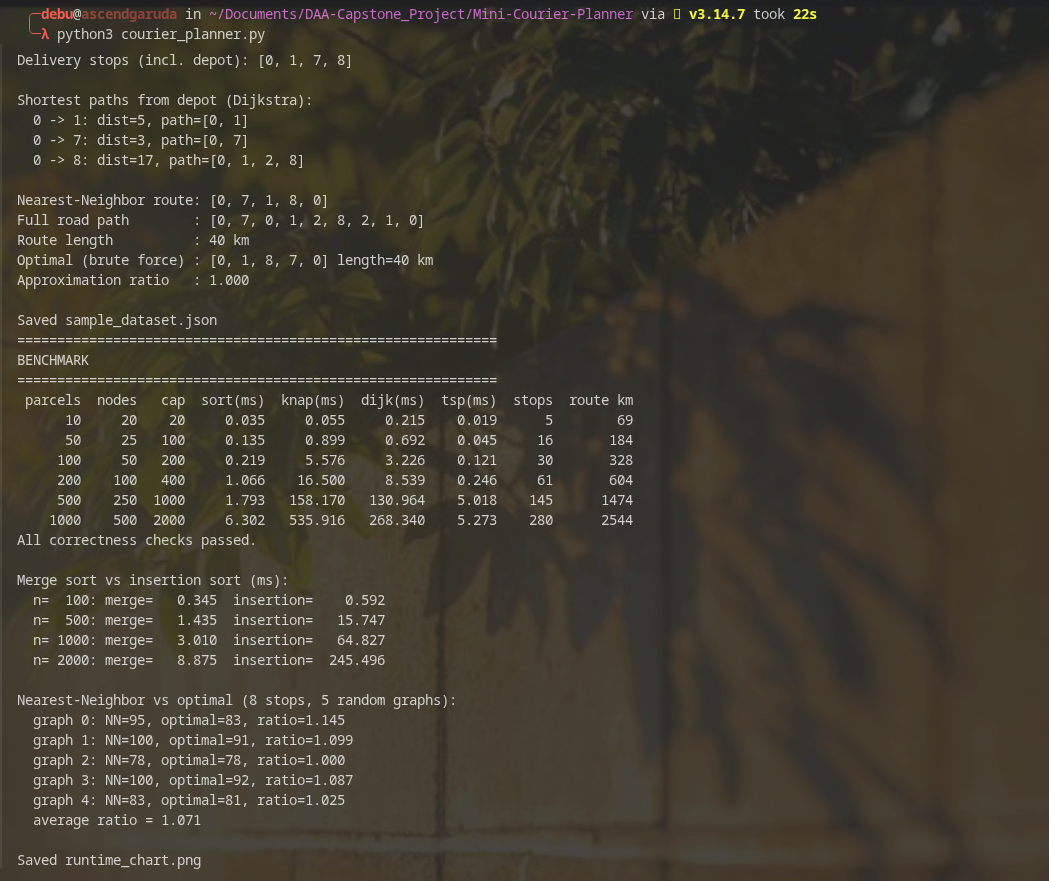 debu@ascendgaruda in ~/Documents/DAA-Capstone_Project/Mini-Courier-Planner via v3.14.7 took 22s
λ python3 courier_planner.py
Delivery stops (incl. depot): [0, 1, 7, 8]
Shortest paths from depot (Dijkstra):
0 -> 1: dist=5, path=[0, 1]
0 -> 7: dist=3, path=[0, 7]
0 -> 8: dist=17, path=[0, 1, 2, 8]
Nearest-Neighbor route: [0, 7, 1, 8, 0]
Full road path : [0, 7, 0, 1, 2, 8, 2, 1, 0]
Route length : 40 km
Optimal (brute force) : [0, 1, 8, 7, 0] length=40 km
Approximation ratio : 1.000
Saved sample_dataset.json
============================================================
BENCHMARK
============================================================
parcels nodes cap sort(ms) knap(ms) dijk(ms) tsp(ms) stops route km
10 20 20 0.035 0.055 0.215 0.019 5 69
50 25 100 0.135 0.899 0.692 0.045 16 184
100 50 200 0.219 5.576 3.226 0.121 30 328
200 100 400 1.066 16.500 8.539 0.246 61 604
500 250 1000 1.793 158.170 130.964 5.018 145 1474
1000 500 2000 6.302 535.916 268.340 5.273 280 2544
All correctness checks passed.
Merge sort vs insertion sort (ms):
n= 100: merge= 0.345 insertion= 0.592
n= 500: merge= 1.435 insertion= 15.747
n= 1000: merge= 3.010 insertion= 64.827
n= 2000: merge= 8.875 insertion= 245.496
Nearest-Neighbor vs optimal (8 stops, 5 random graphs):
graph 0: NN=95, optimal=83, ratio=1.145
graph 1: NN=100, optimal=91, ratio=1.099
graph 2: NN=78, optimal=78, ratio=1.000
graph 3: NN=100, optimal=92, ratio=1.087
graph 4: NN=83, optimal=81, ratio=1.025
average ratio = 1.071
Saved runtime_chart.png